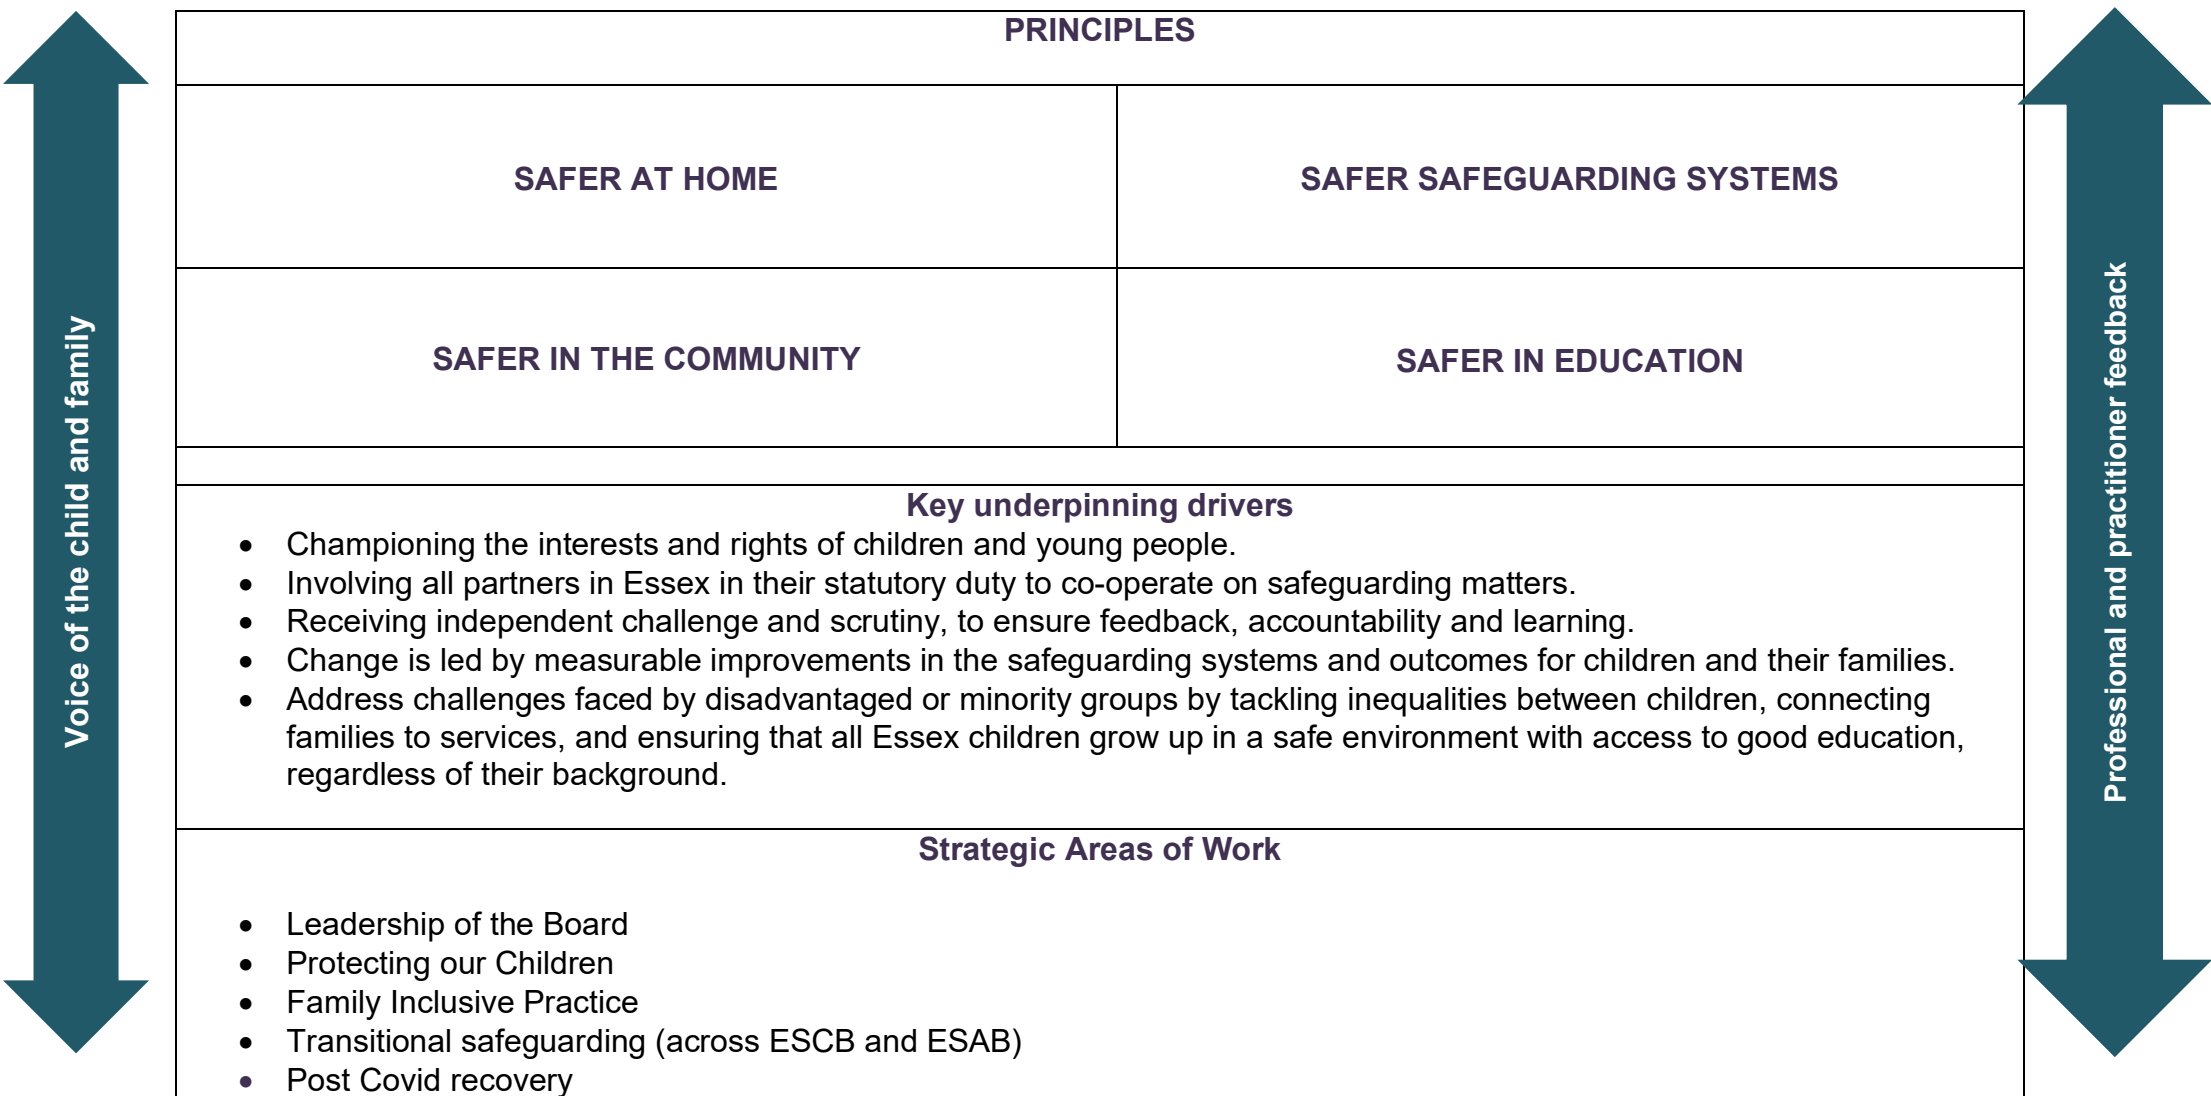 Voice of the child and family
PRINCIPLES
SAFER AT HOME
SAFER SAFEGUARDING SYSTEMS
SAFER IN THE COMMUNITY
SAFER IN EDUCATION
Key underpinning drivers
• Championing the interests and rights of children and young people.
• Involving all partners in Essex in their statutory duty to co-operate on safeguarding matters.
• Receiving independent challenge and scrutiny, to ensure feedback, accountability and learning.
• Change is led by measurable improvements in the safeguarding systems and outcomes for children and their families.
• Address challenges faced by disadvantaged or minority groups by tackling inequalities between children, connecting
families to services, and ensuring that all Essex children grow up in a safe environment with access to good education,
regardless of their background.
Strategic Areas of Work
• Leadership of the Board
• Protecting our Children
• Family Inclusive Practice
• Transitional safeguarding (across ESCB and ESAB)
• Post Covid recovery
Professional and practitioner feedback